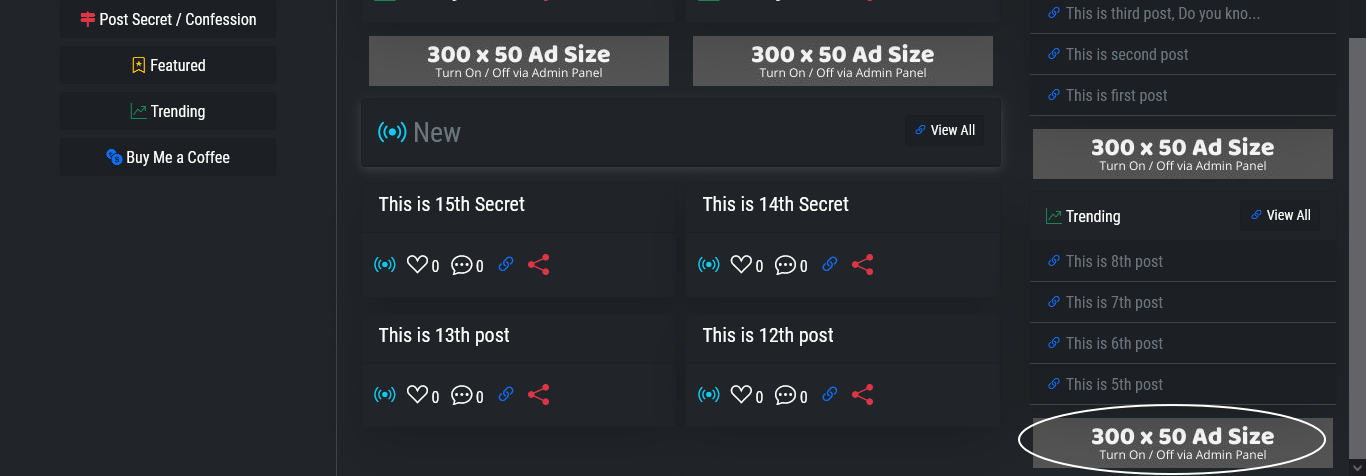 Post Secret / Confession
Featured
Trending
Buy Me a Coffee
300 x 50 Ad Size
Turn On / Off via Admin Panel
300 x 50 Ad Size
Turn On / Off via Admin Panel
New
View All
This is 15th Secret
0 0
This is 14th Secret
0 0
This is 13th post
0 0
This is 12th post
0 0
This is third post, Do you kno...
This is second post
This is first post
300 x 50 Ad Size
Turn On / Off via Admin Panel
Trending
View All
This is 8th post
This is 7th post
This is 6th post
This is 5th post
300 x 50 Ad Size
Turn On / Off via Admin Panel